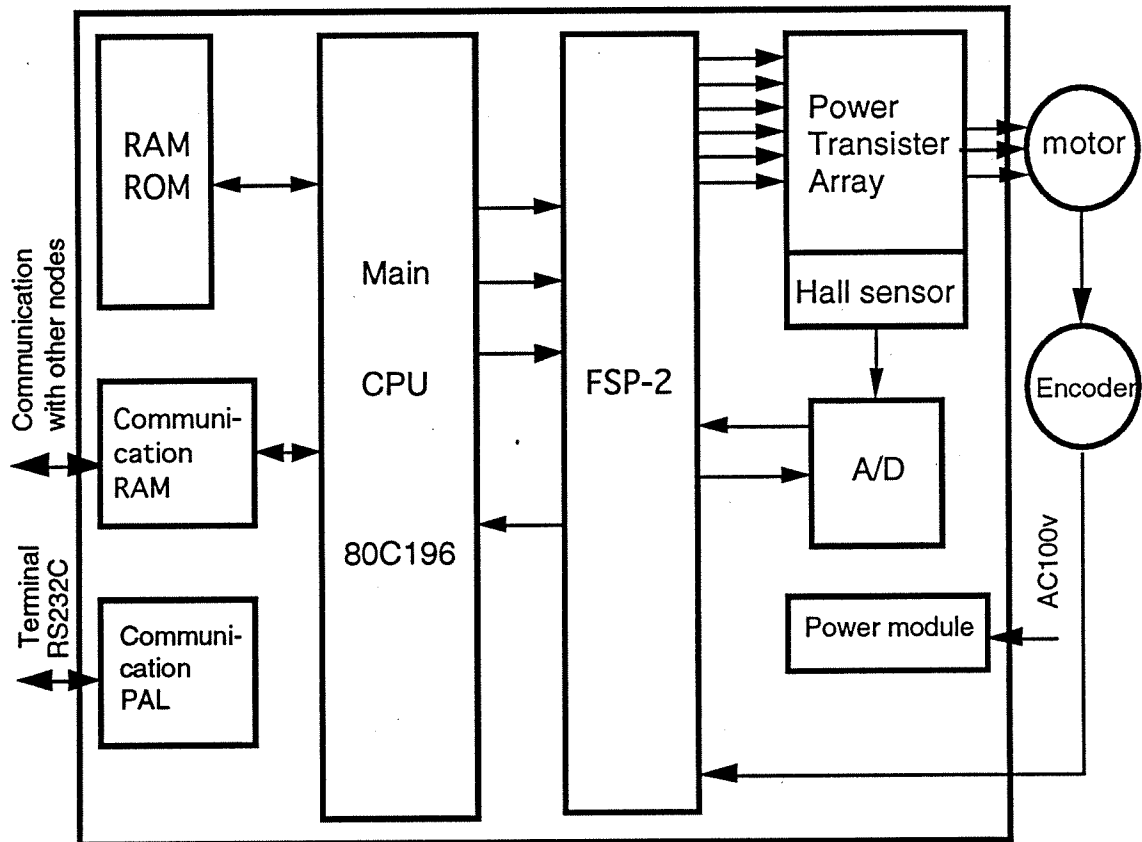 RAM
ROM
Communication
with other nodes
Communi-
cation
RAM
Terminal
RS232C
Communi-
cation
PAL
Main
CPU
80C196
FSP-2
Power
Transister
Array
Hall sensor
A/D
Power module
motor
Encoder
AC100v